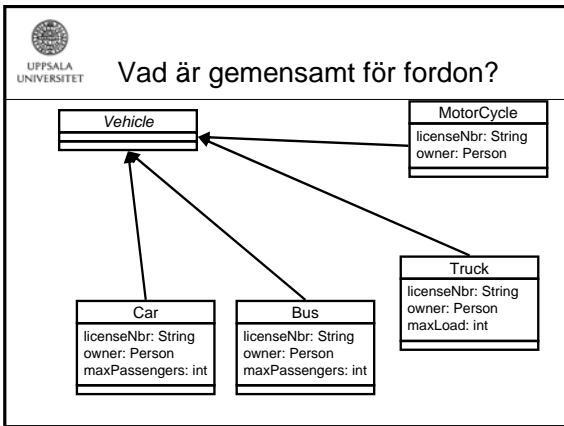 UPPSALA
UNIVERSITET
Vad är gemensamt för fordon?
Vehicle
MotorCycle
licenseNbr: String
owner: Person
Truck
licenseNbr: String
owner: Person
maxLoad: int
Car
licenseNbr: String
owner: Person
maxPassengers: int
Bus
licenseNbr: String
owner: Person
maxPassengers: int